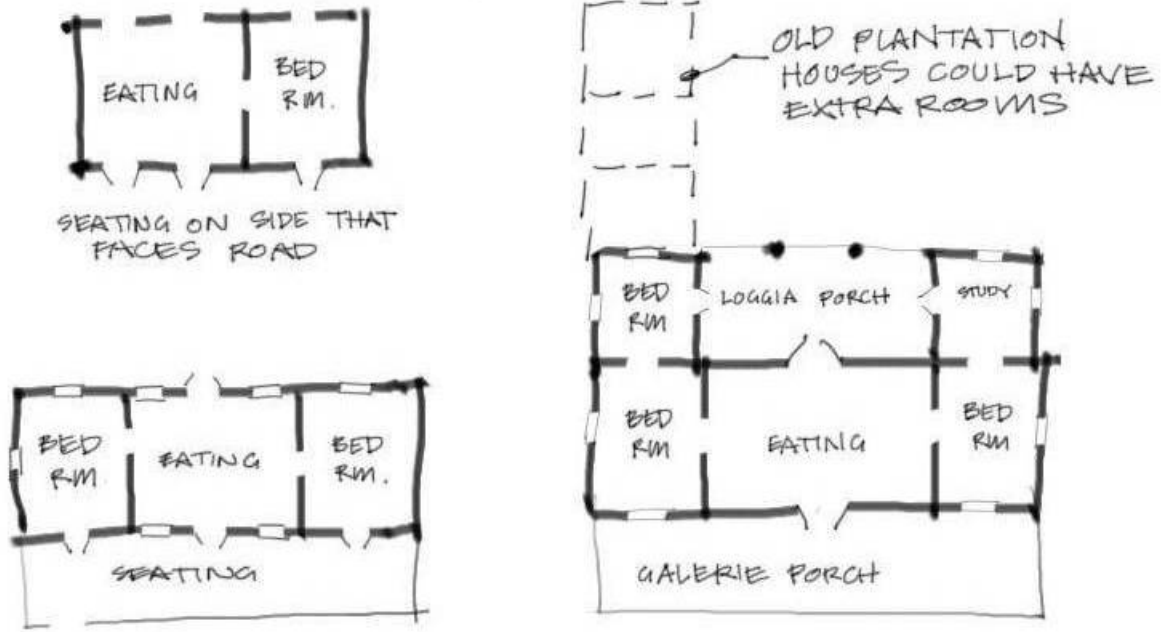 EATING
BED
RM.
SEATING ON SIDE THAT
FACES ROAD
OLD PLANTATION
HOUSES COULD HAVE
EXTRA ROOMS
BED
RM
LOGGIA PORCH
STUDY
BED
RM
EATING
BED
RM
GALERIE PORCH
BED
RM.
EATING
BED
RM.
SEATING